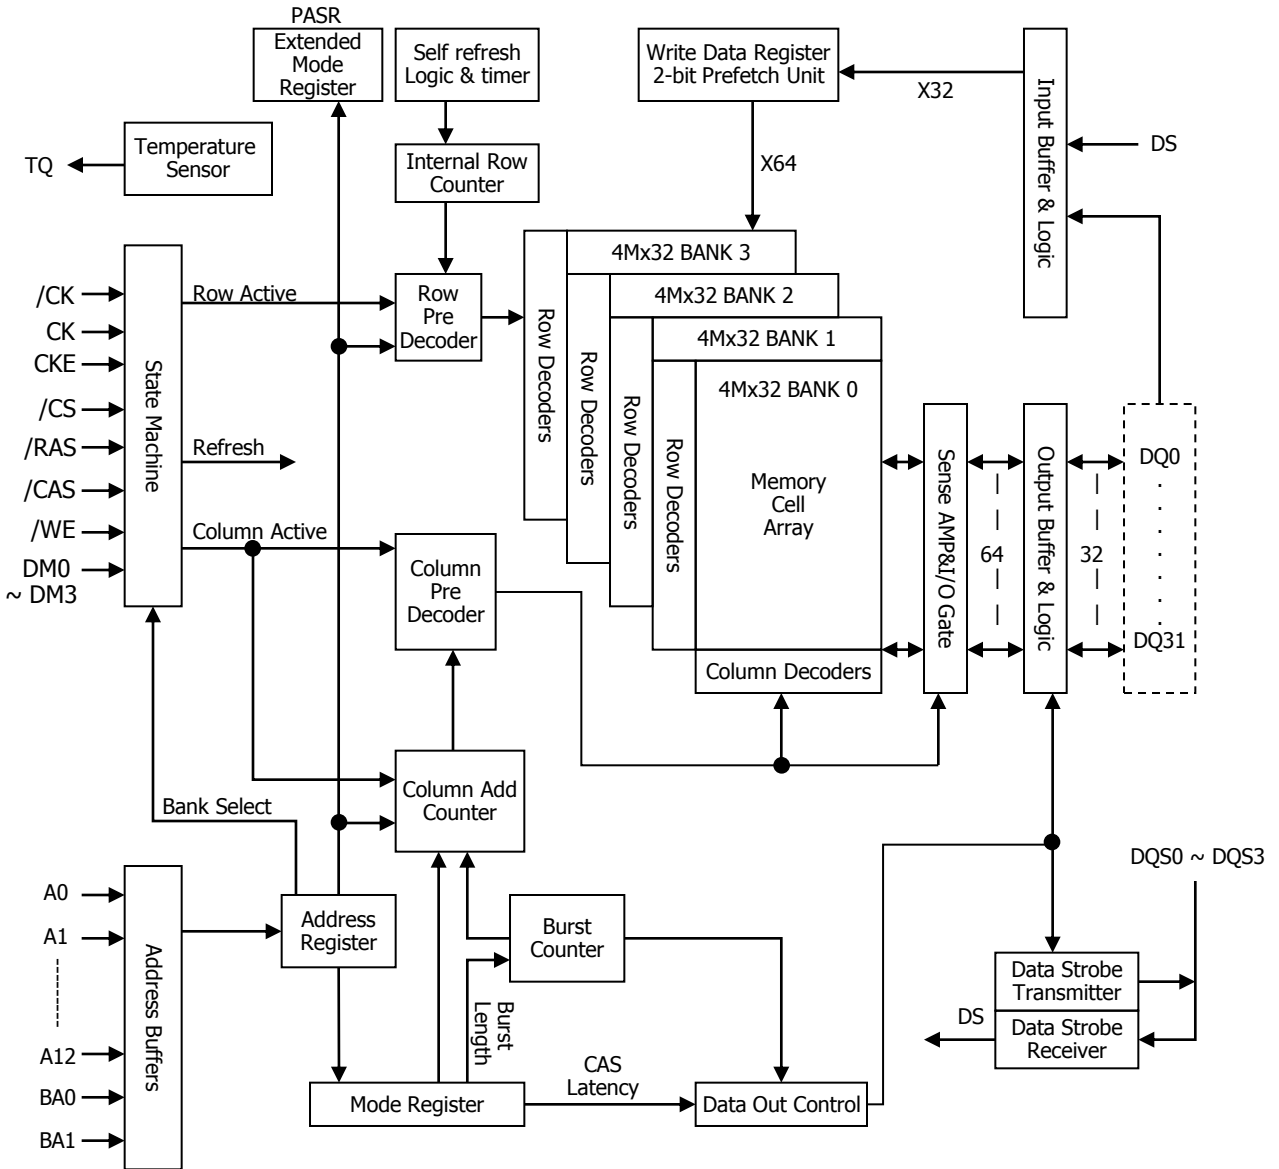 PASR
Extended
Mode
Register
Self refresh
Logic & timer
Write Data Register
2-bit Prefetch Unit
X32
Input Buffer & Logic
DS
TQ
Temperature
Sensor
Internal Row
Counter
X64
/CK
CK
CKE
/CS
/RAS
/CAS
/WE
DM0
~ DM3
State Machine
Row Active
Refresh
Column Active
Row
Pre
Decoder
Row Decoders
Row Decoders
Row Decoders
Row Decoders
4Mx32 BANK 3
4Mx32 BANK 2
4Mx32 BANK 1
4Mx32 BANK 0
Memory
Cell
Array
Column Decoders
Sense AMP&I/O Gate
64
Output Buffer & Logic
32
DQ0
DQ31
Column
Pre
Decoder
Column Add
Counter
Bank Select
A0
A1
A12
BA0
BA1
Address Buffers
Address
Register
Burst
Counter
Burst
Length
Mode Register
CAS
Latency
Data Out Control
DQS0 ~ DQS3
Data Strobe
Transmitter
DS
Data Strobe
Receiver